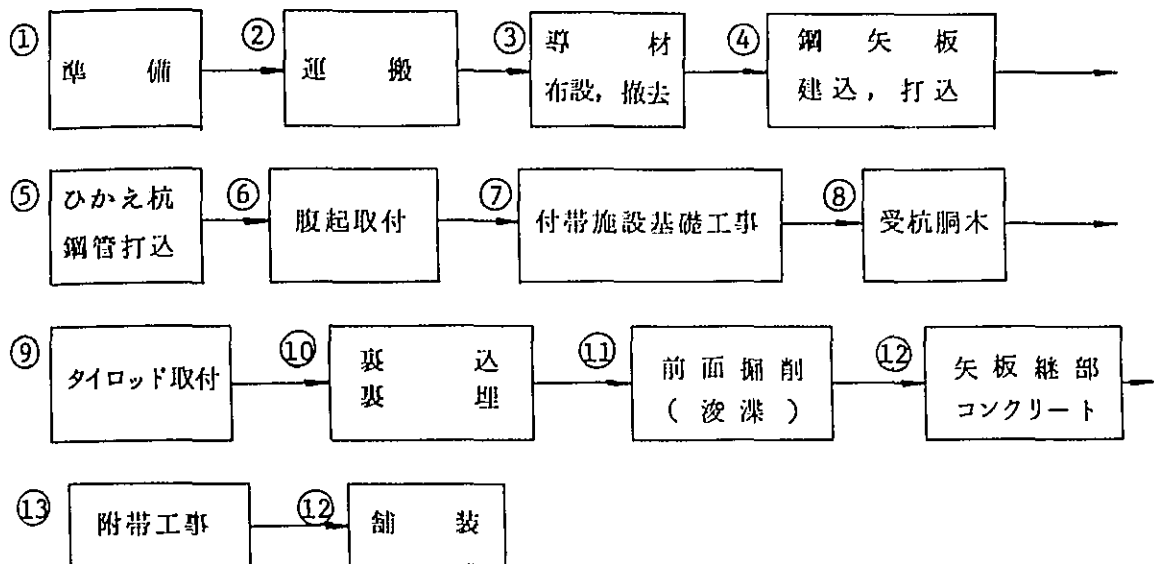 ① 準備
② 運搬
③ 導材
布設，撤去
④ 鋼矢板
建込，打込
⑤ ひかえ杭
鋼管打込
⑥ 腹起取付
⑦ 付帯施設基礎工事
⑧ 受杭胴木
⑨ タイロッド取付
⑩ 裏込
裏埋
⑪ 前面掘削
（浚渫）
⑫ 矢板継部
コンクリート
⑬ 附帯工事
⑫ 舗装